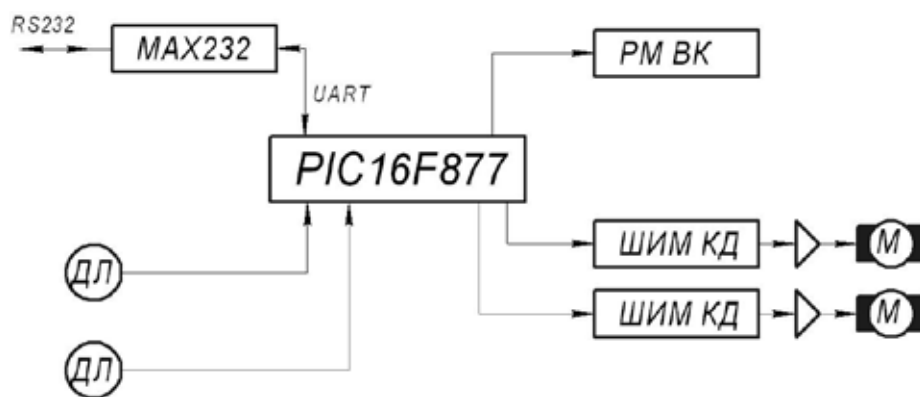 RS232
MAX232
РМ ВК
UART
PIC16F877
ШИМ КД
М
ДЛ
ШИМ КД
М
ДЛ